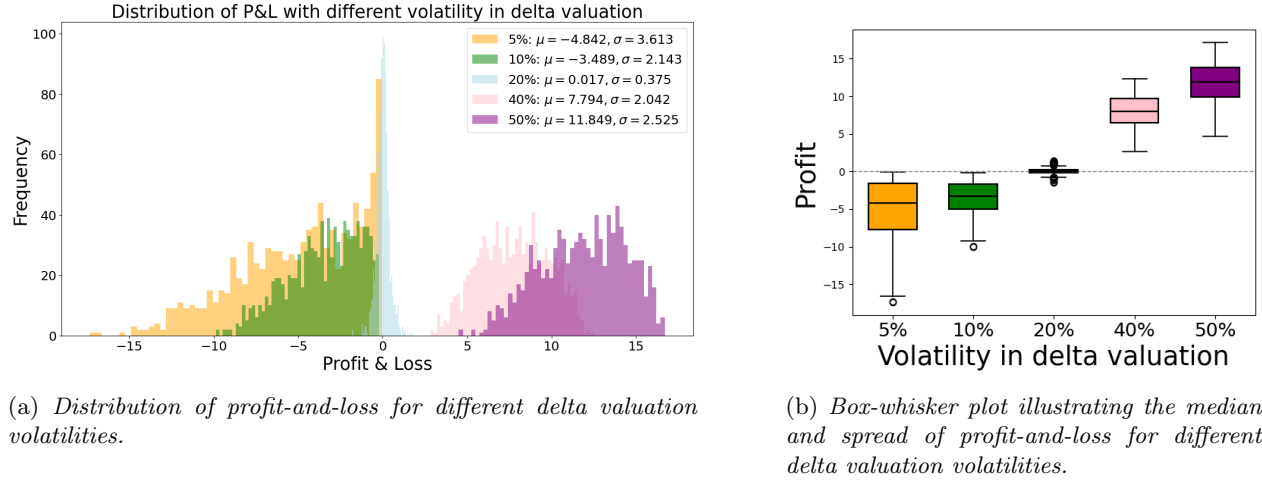 Distribution of P&L with different volatility in delta valuation
5%: μ = −4.842, σ = 3.613
10%: μ = −3.489, σ = 2.143
20%: μ = 0.017, σ = 0.375
40%: μ = 7.794, σ = 2.042
50%: μ = 11.849, σ = 2.525
Frequency
100
80
60
40
20
0
−15
−10
−5
0
5
10
15
Profit & Loss
(a) Distribution of profit-and-loss for different delta valuation
volatilities.
Profit
15
10
5
0
−5
−10
−15
5%
10%
20%
40%
50%
Volatility in delta valuation
(b) Box-whisker plot illustrating the median
and spread of profit-and-loss for different
delta valuation volatilities.